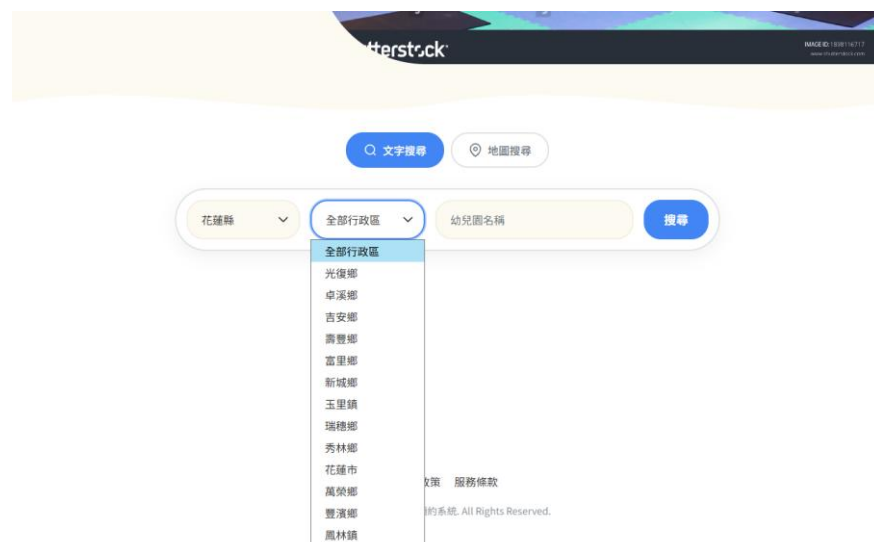 tterstock
IMAGE ID: 1898116717
www.shutterstock.com
文字搜尋
地圖搜尋
花蓮縣
全部行政區
幼兒園名稱
搜尋
全部行政區
光復鄉
卓溪鄉
吉安鄉
壽豐鄉
富里鄉
新城鄉
玉里鎮
瑞穗鄉
秀林鄉
花蓮市
萬榮鄉
豐濱鄉
鳳林鎮
政策 服務條款
約系統. All Rights Reserved.